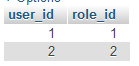 user_id role_id
1 1
2 2